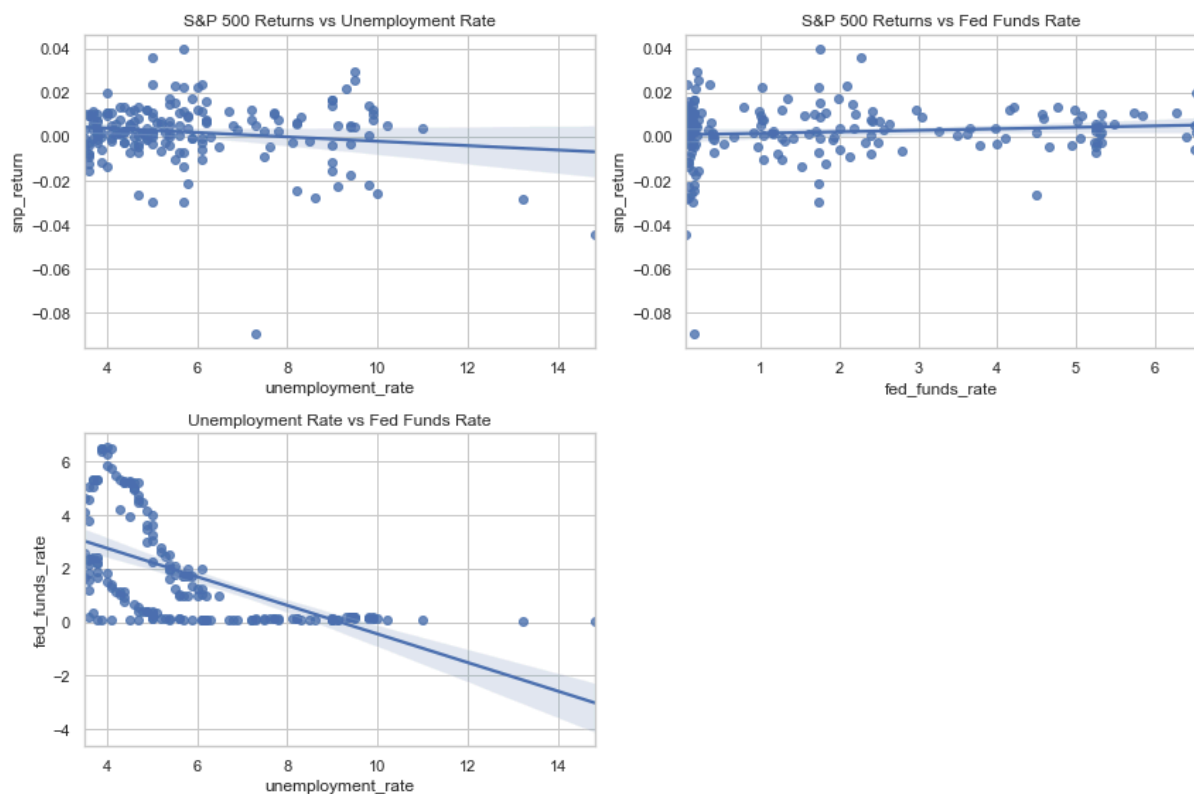 S&P 500 Returns vs Unemployment Rate
0.04
0.02
0.00
−0.02
−0.04
−0.06
−0.08
snp_return
4 6 8 10 12 14
unemployment_rate
S&P 500 Returns vs Fed Funds Rate
0.04
0.02
0.00
−0.02
−0.04
−0.06
−0.08
snp_return
1 2 3 4 5 6
fed_funds_rate
Unemployment Rate vs Fed Funds Rate
6
4
2
0
−2
−4
fed_funds_rate
4 6 8 10 12 14
unemployment_rate